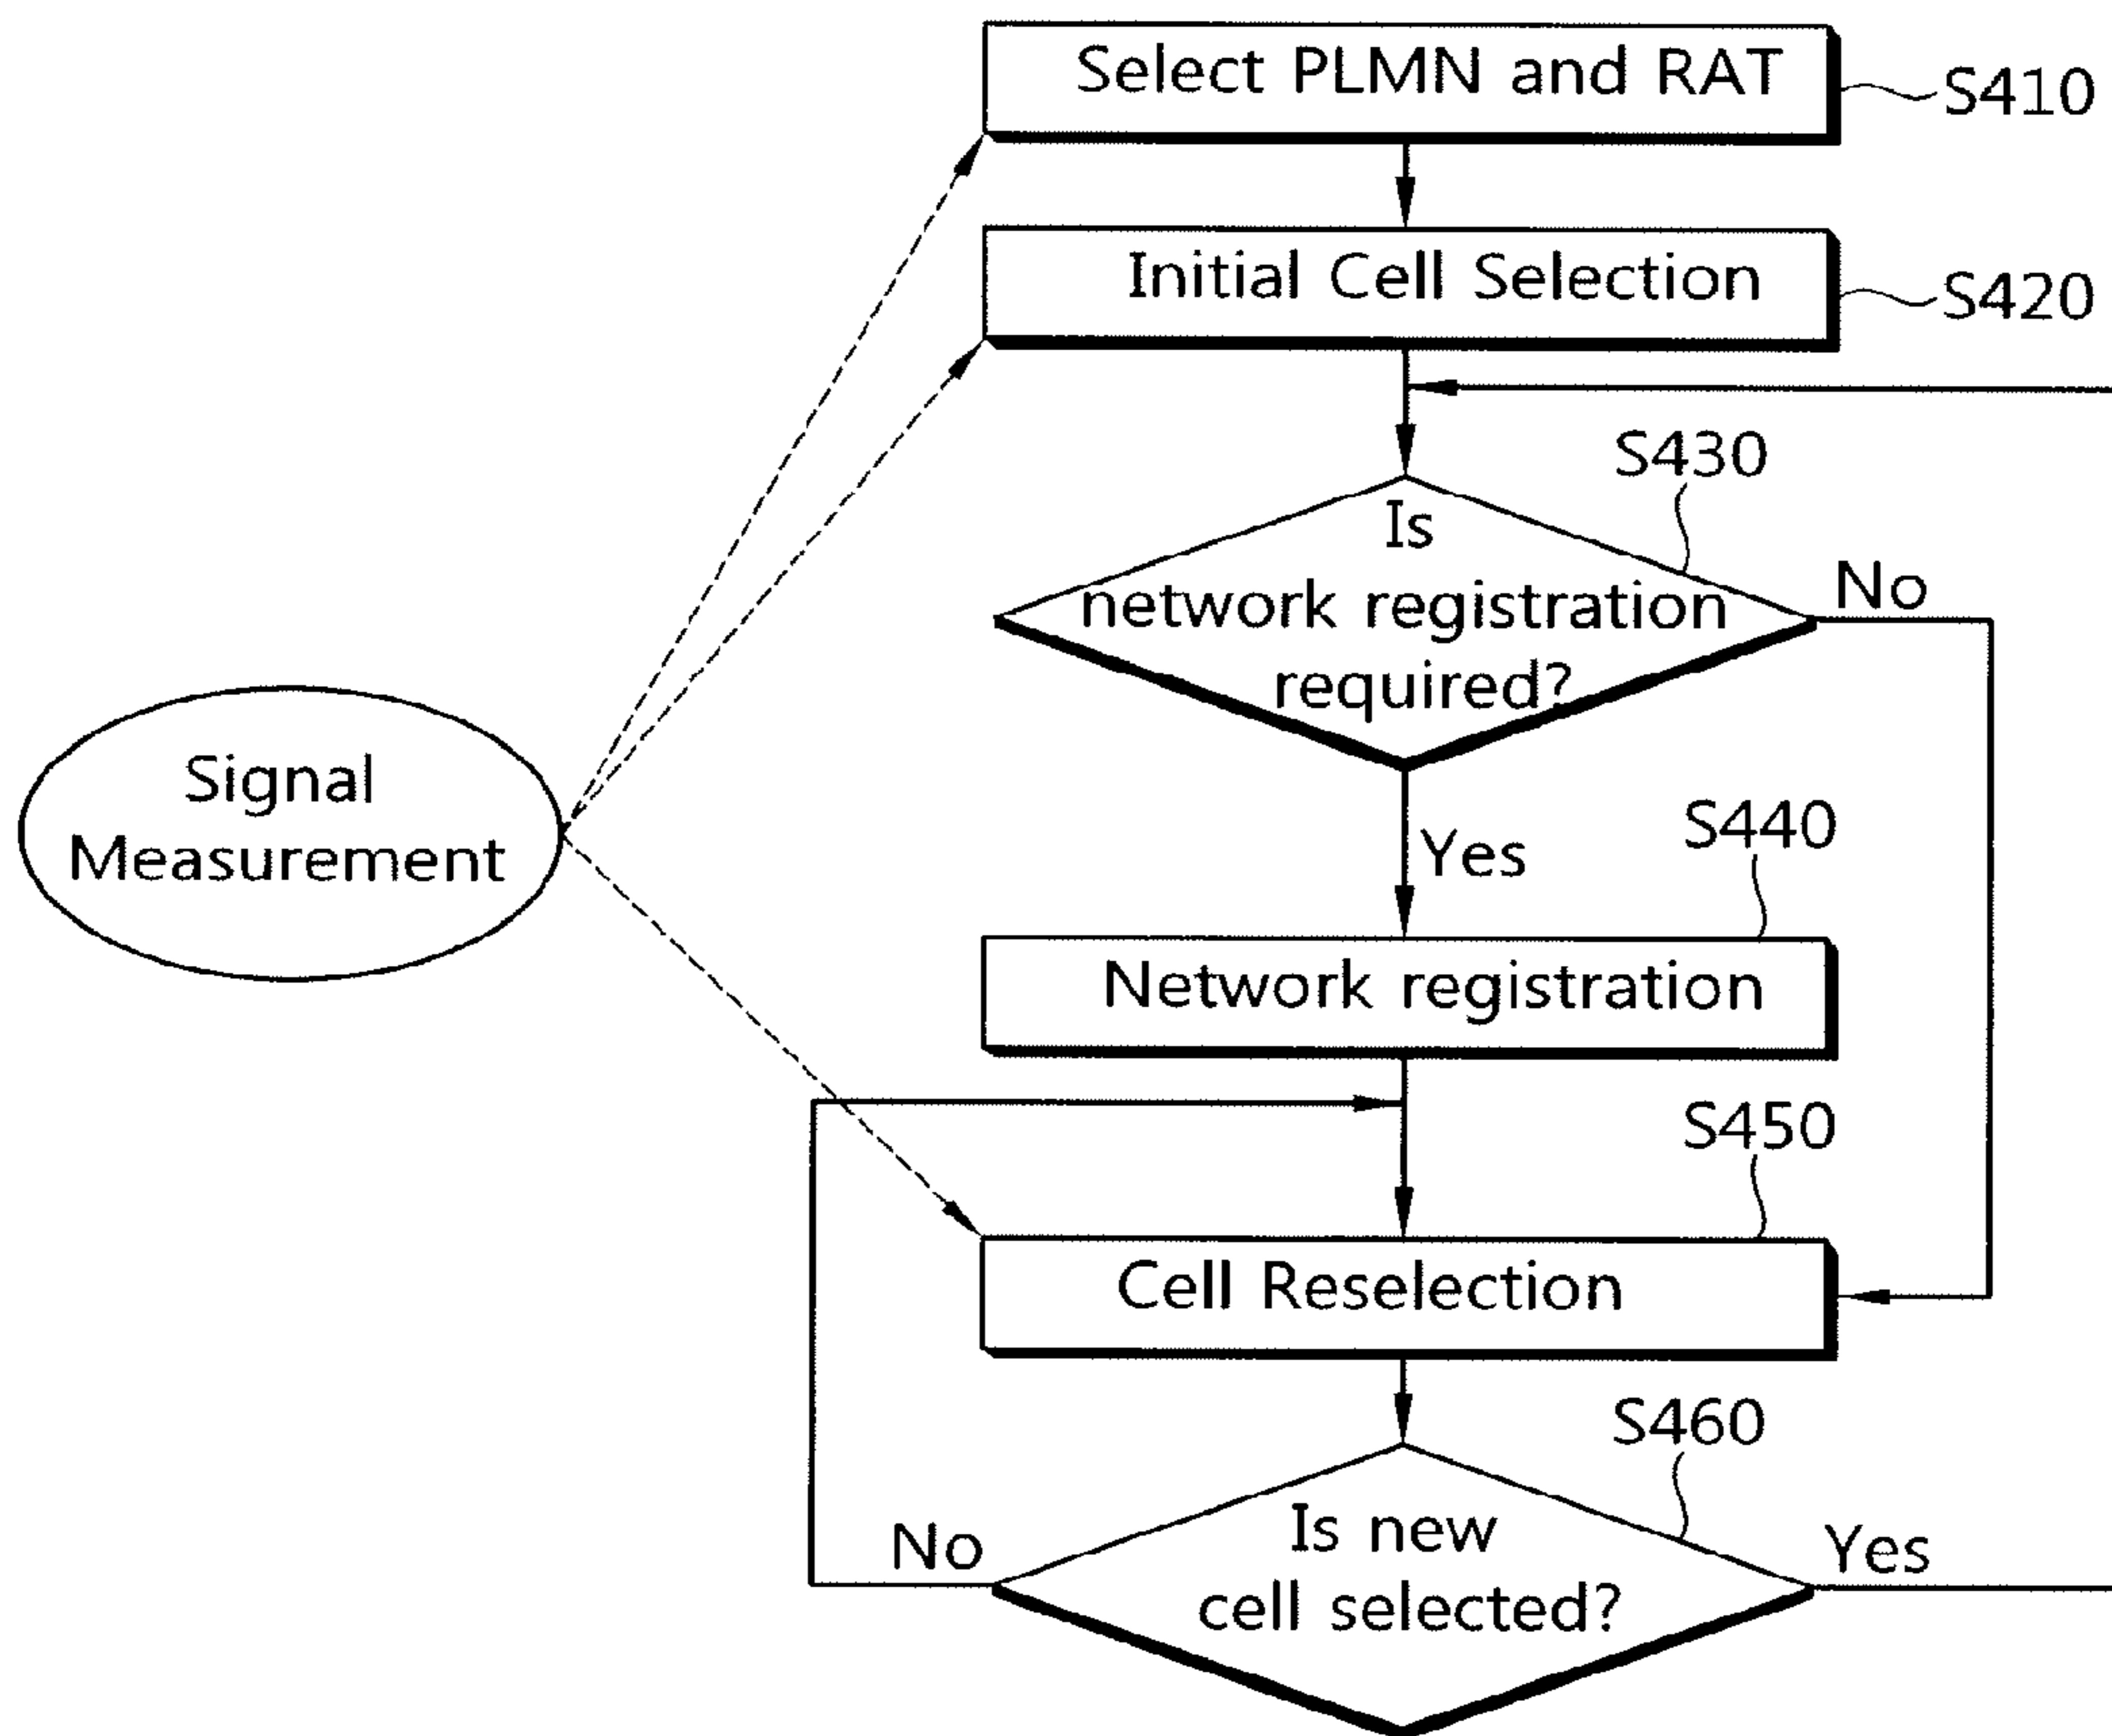 Select PLMN and RAT
S410
Initial Cell Selection
S420
S430
Is
network registration
required?
No
Signal
Measurement
Yes
S440
Network registration
S450
Cell Reselection
S460
Is new
cell selected?
No
Yes